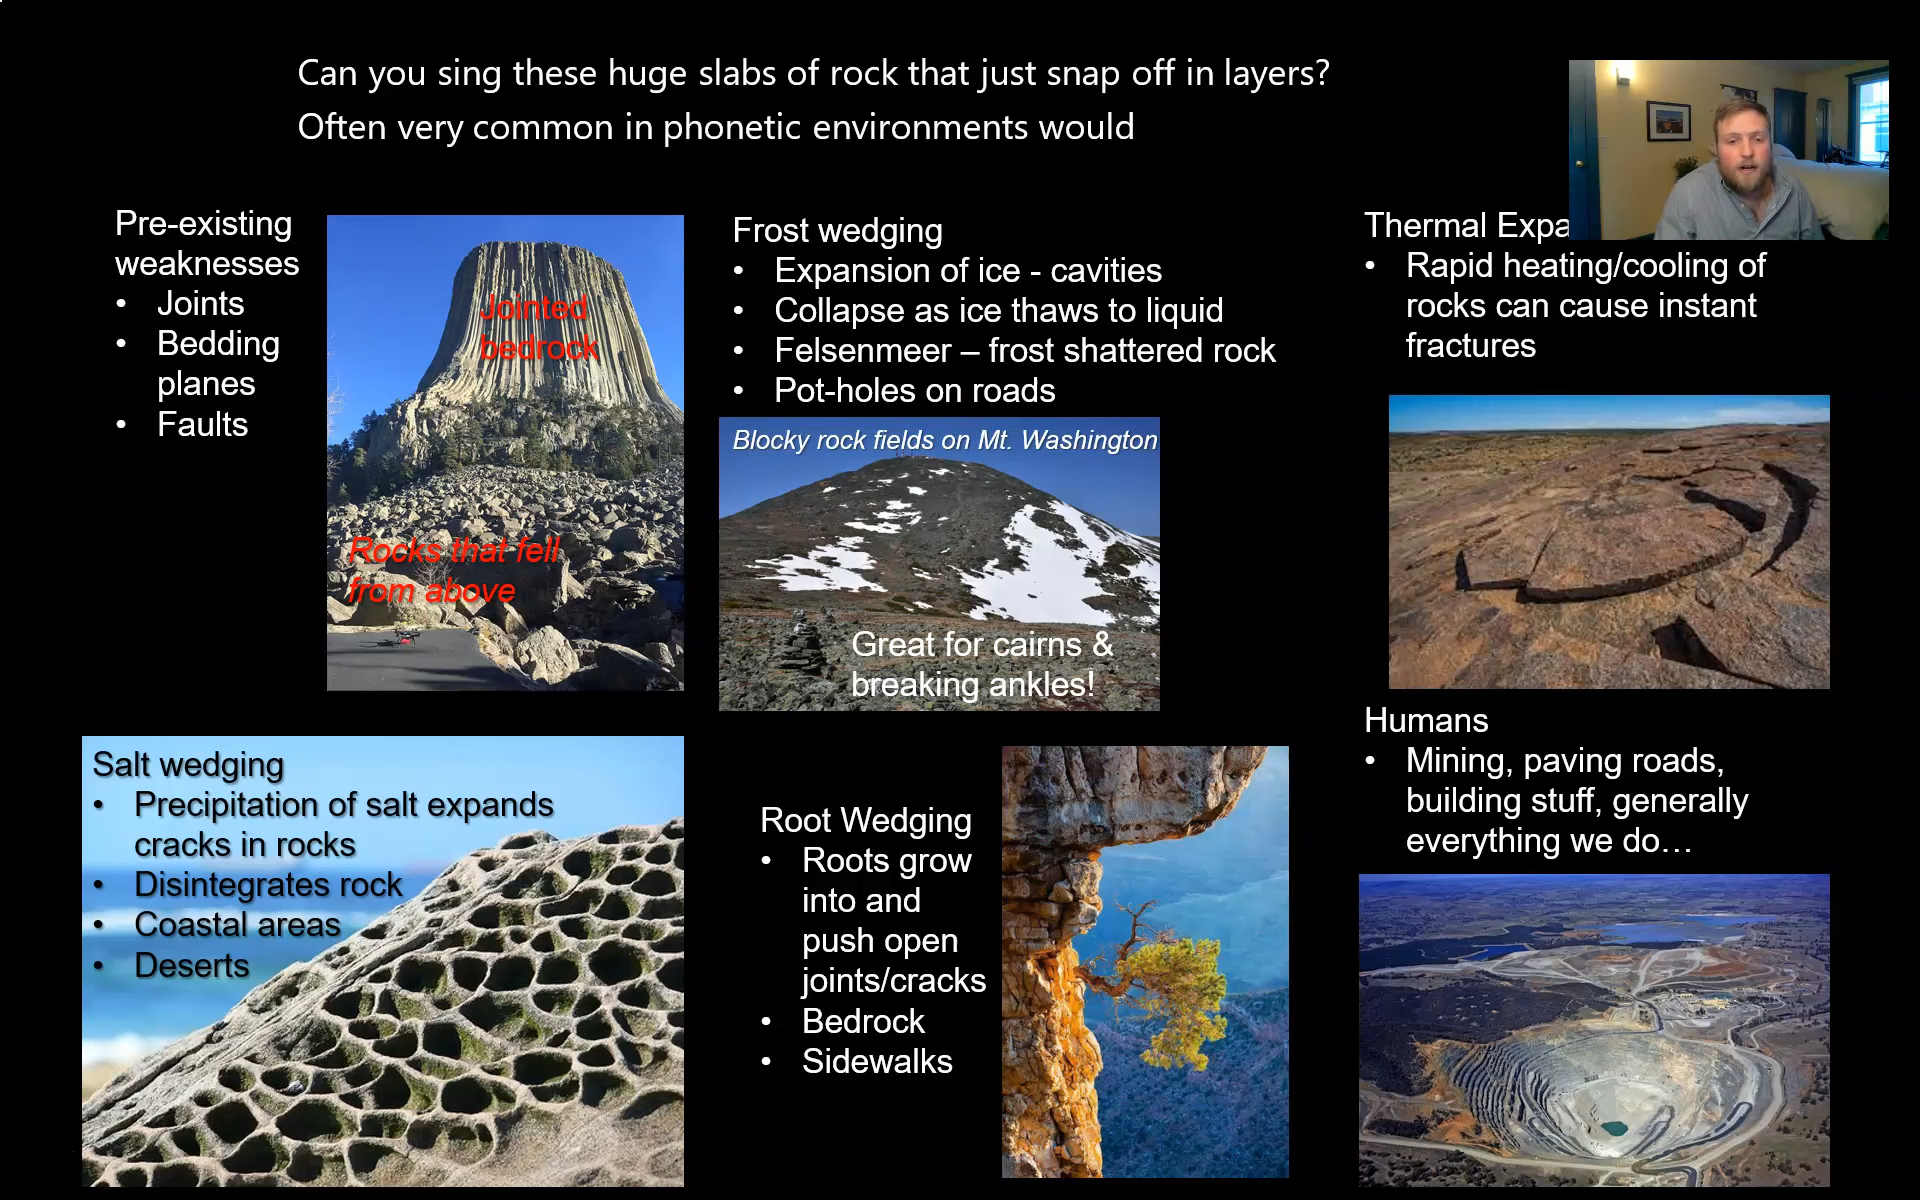 Can you sing these huge slabs of rock that just snap off in layers?
Often very common in phonetic environments would
Pre-existing
weaknesses
• Joints
• Bedding
planes
• Faults
Jointed
bedrock
Rocks that fell
from above
Frost wedging
• Expansion of ice - cavities
• Collapse as ice thaws to liquid
• Felsenmeer – frost shattered rock
• Pot-holes on roads
Blocky rock fields on Mt. Washington
Great for cairns &
breaking ankles!
Thermal Expa
• Rapid heating/cooling of
rocks can cause instant
fractures
Salt wedging
• Precipitation of salt expands
cracks in rocks
• Disintegrates rock
• Coastal areas
• Deserts
Root Wedging
• Roots grow
into and
push open
joints/cracks
• Bedrock
• Sidewalks
Humans
• Mining, paving roads,
building stuff, generally
everything we do…